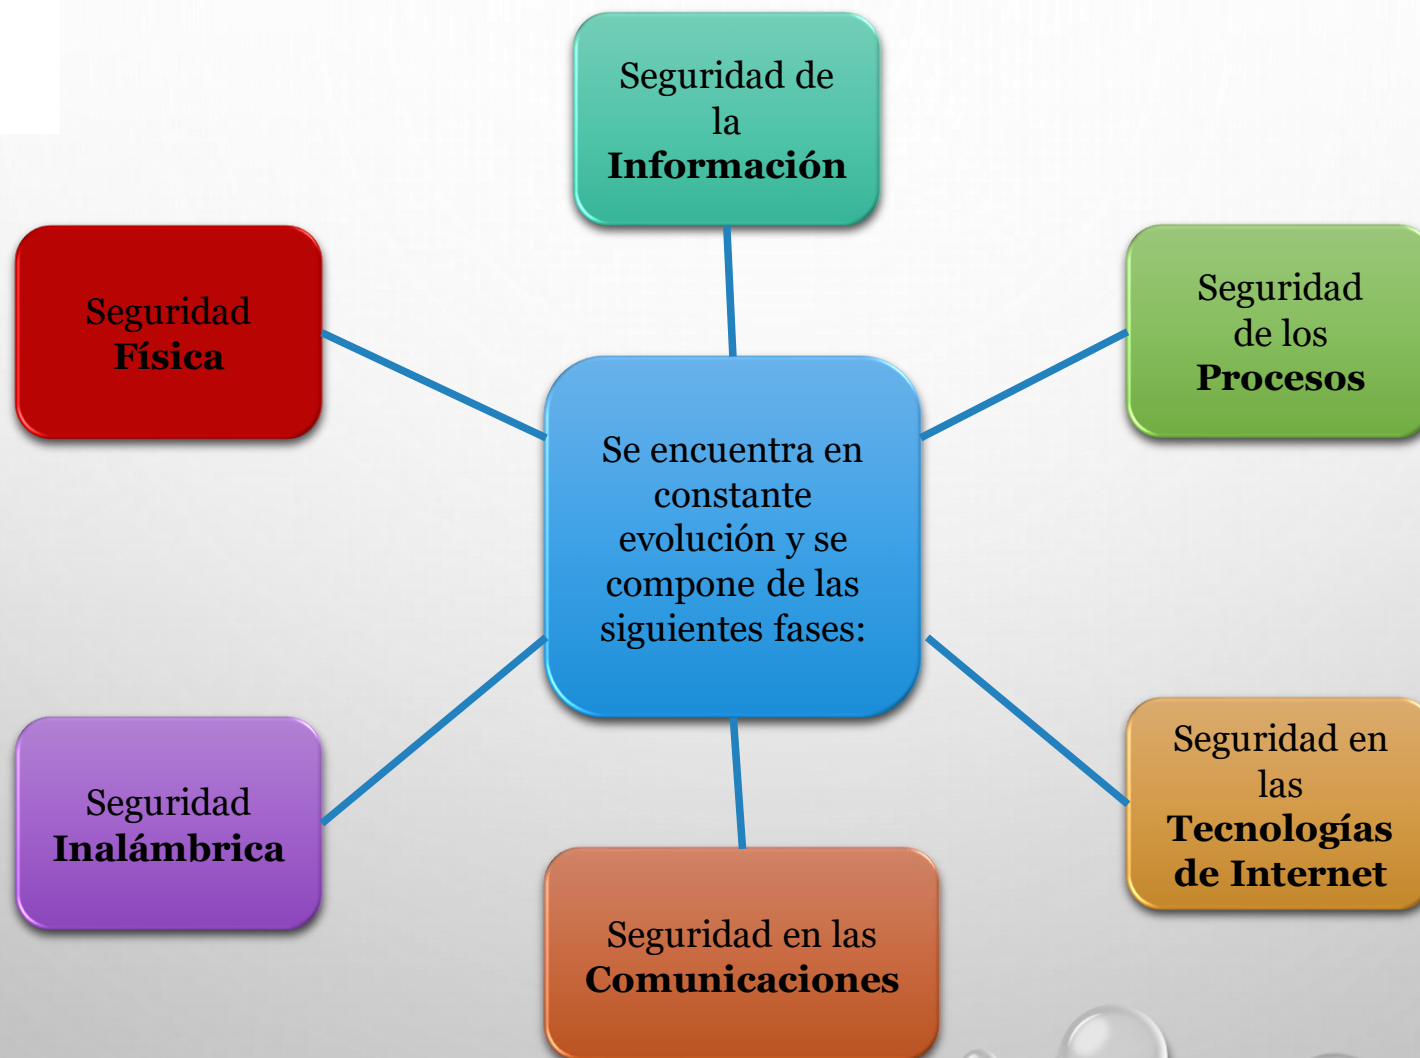 Seguridad de
la
Información
Seguridad
Física
Seguridad
de los
Procesos
Se encuentra en
constante
evolución y se
compone de las
siguientes fases:
Seguridad
Inalámbrica
Seguridad en
las
Tecnologías
de Internet
Seguridad en las
Comunicaciones